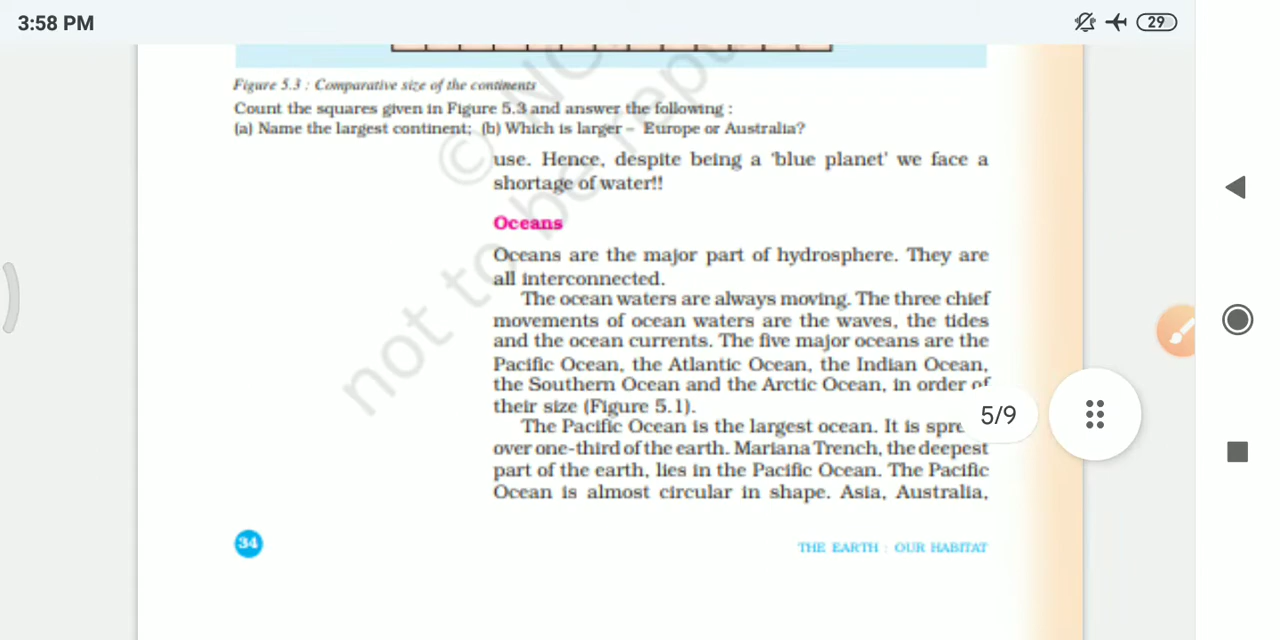 3:58 PM
29
Figure 5.3 : Comparative size of the continents
Count the squares given in Figure 5.3 and answer the following :
(a) Name the largest continent; (b) Which is larger – Europe or Australia?
use. Hence, despite being a 'blue planet' we face a
shortage of water!!
Oceans
Oceans are the major part of hydrosphere. They are
all interconnected.
The ocean waters are always moving. The three chief
movements of ocean waters are the waves, the tides
and the ocean currents. The five major oceans are the
Pacific Ocean, the Atlantic Ocean, the Indian Ocean,
the Southern Ocean and the Arctic Ocean, in order of
their size (Figure 5.1).
5/9
The Pacific Ocean is the largest ocean. It is spre
over one-third of the earth. Mariana Trench, the deepest
part of the earth, lies in the Pacific Ocean. The Pacific
Ocean is almost circular in shape. Asia, Australia,
34
THE EARTH : OUR HABITAT
© NC
not to be repu